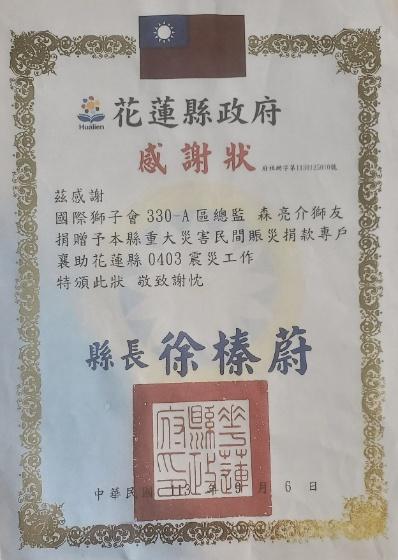 Hualien
花蓮縣政府
感謝狀
茲感謝
國際獅子會 330-A 區總監 森 亮介獅友
捐贈予本縣重大災害民間賑災捐款專戶
襄助花蓮縣 0403 震災工作
特頒此狀 敬致謝忱
縣長 徐榛蔚
花蓮縣政府印
中華民國 113 年 9 月 6 日